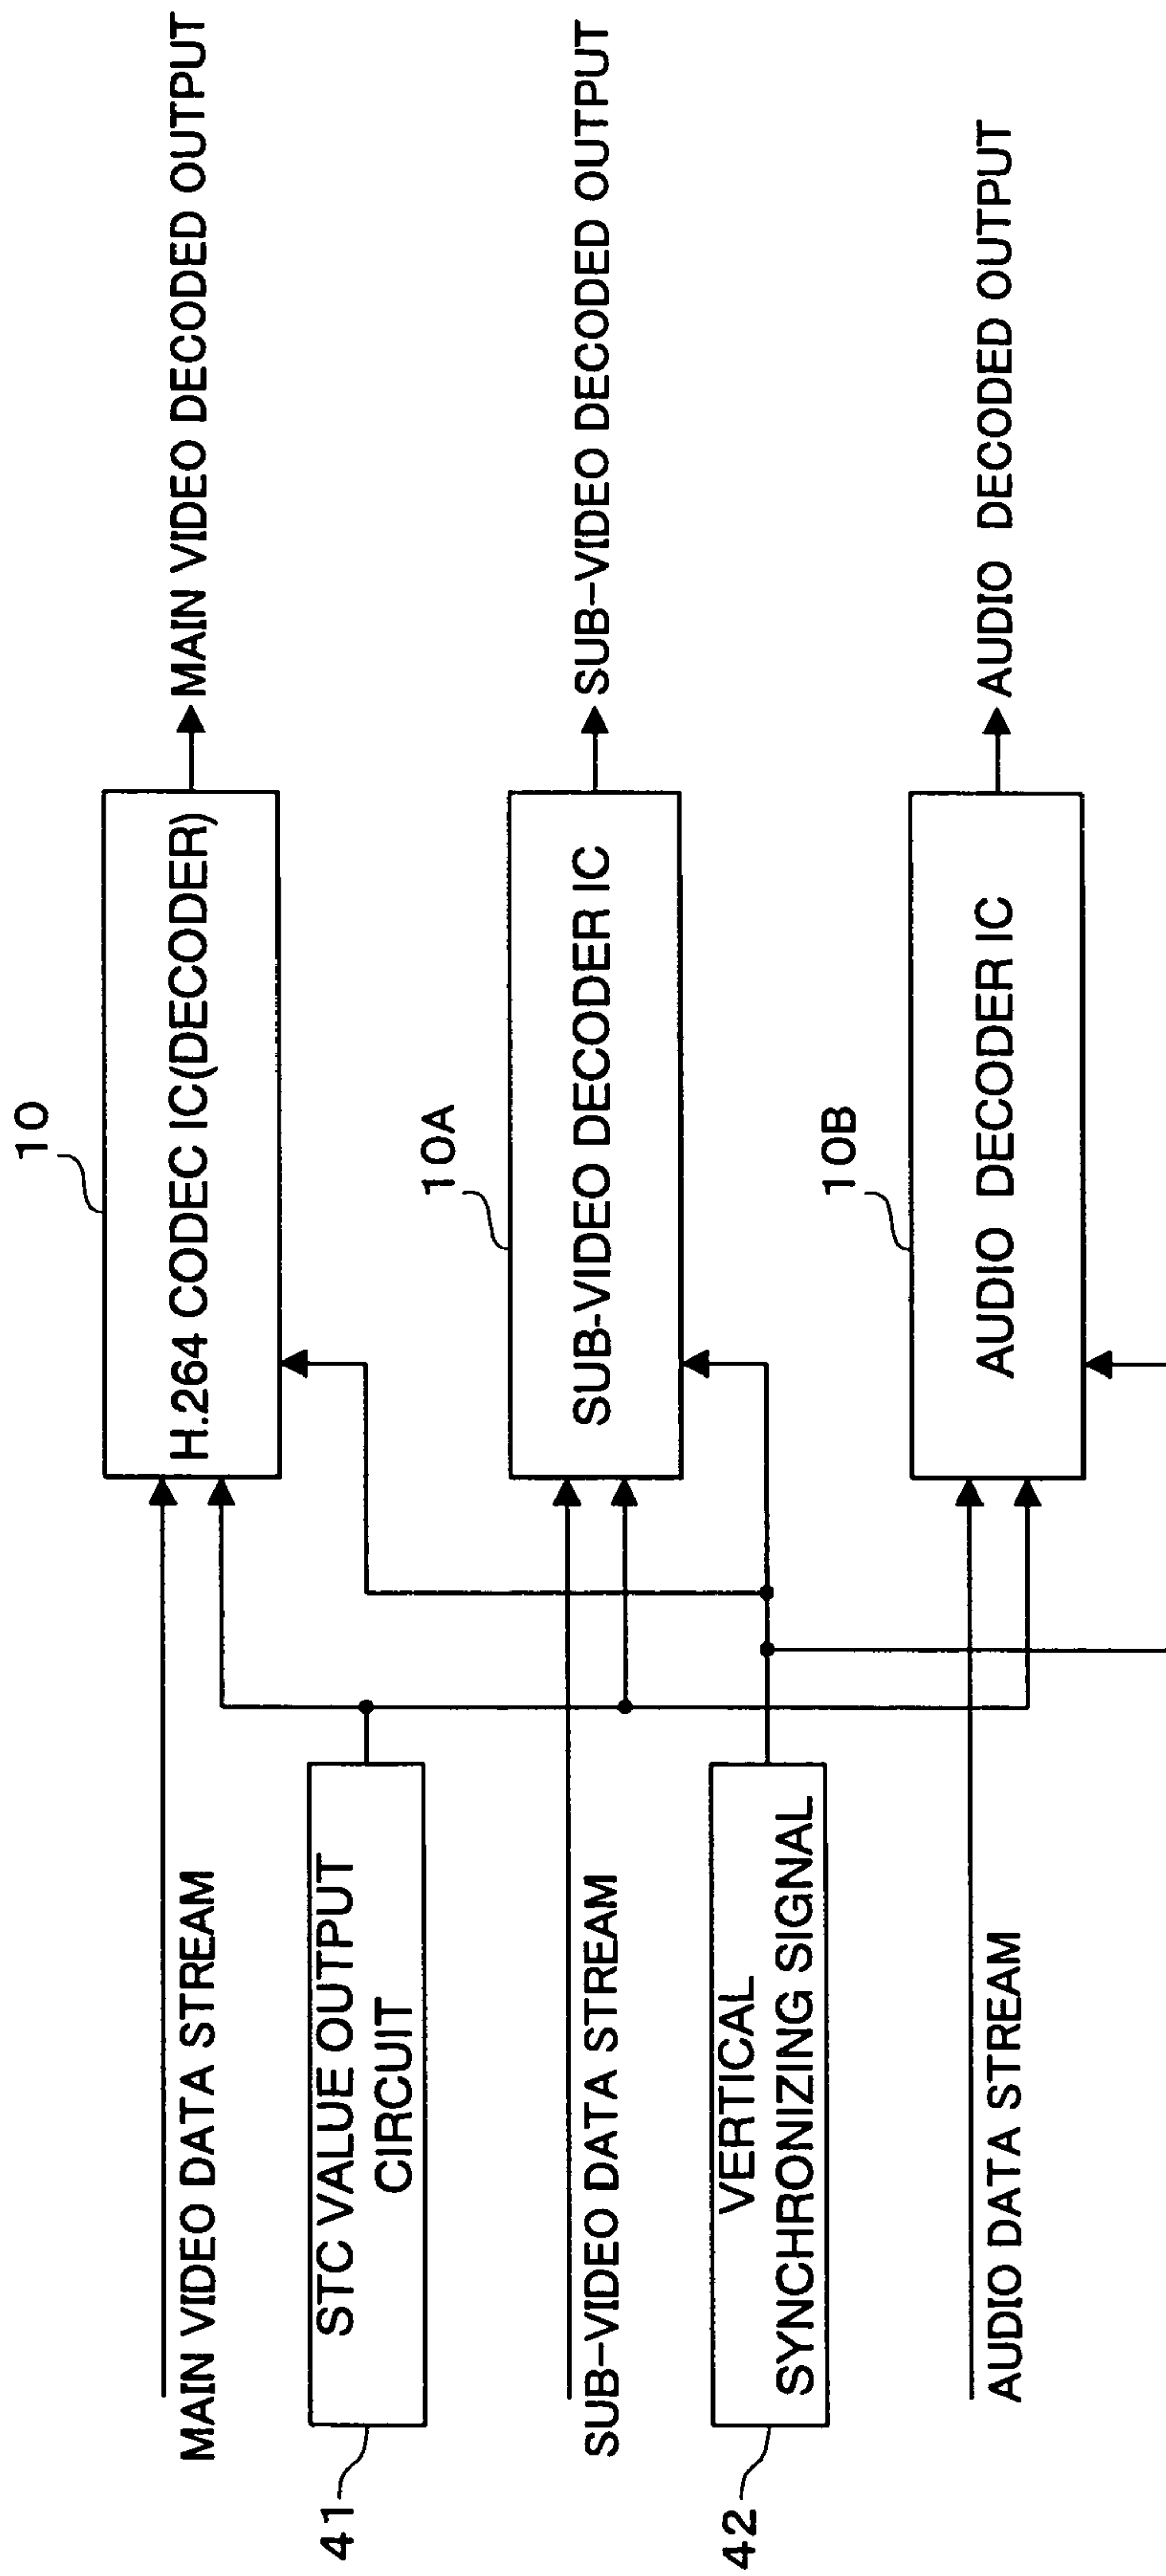 10
MAIN VIDEO DATA STREAM
H.264 CODEC IC(DECODER)
MAIN VIDEO DECODED OUTPUT
41
STC VALUE OUTPUT
CIRCUIT
10A
SUB-VIDEO DATA STREAM
SUB-VIDEO DECODER IC
SUB-VIDEO DECODED OUTPUT
42
VERTICAL
SYNCHRONIZING SIGNAL
10B
AUDIO DATA STREAM
AUDIO DECODER IC
AUDIO DECODED OUTPUT